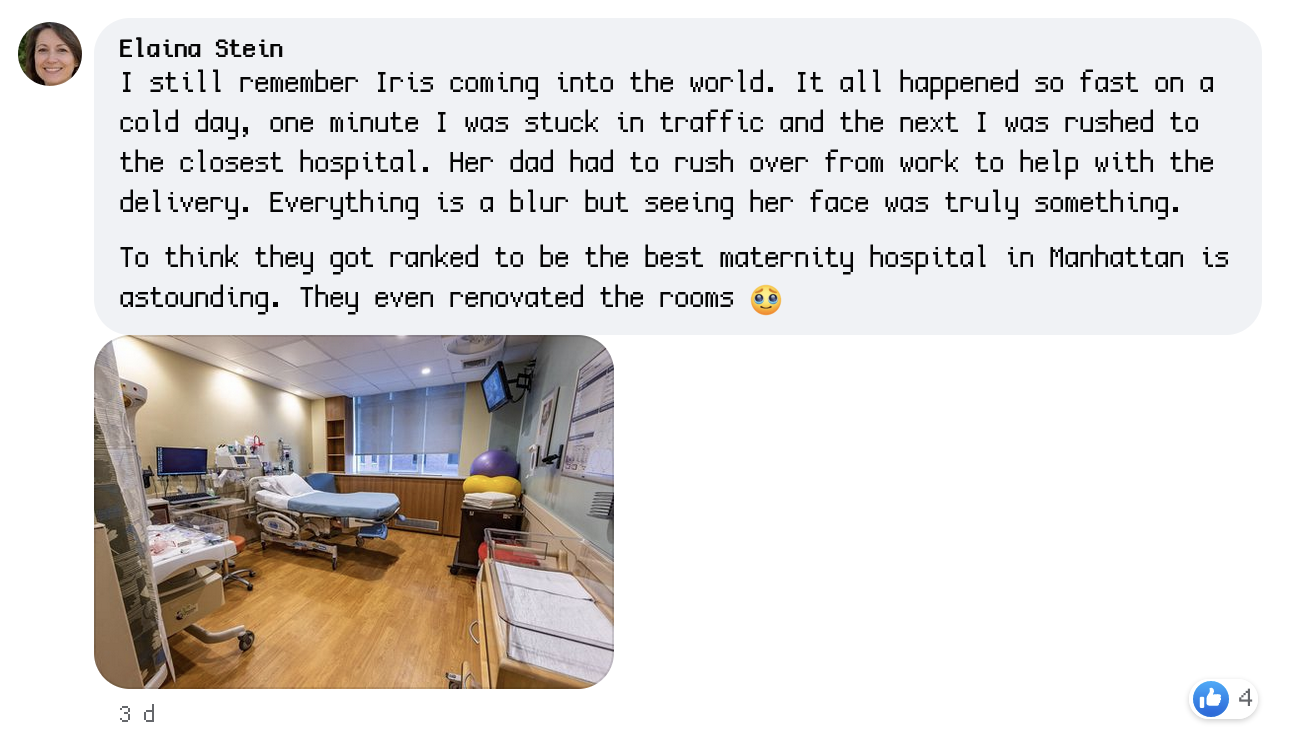 Elaina Stein
I still remember Iris coming into the world. It all happened so fast on a
cold day, one minute I was stuck in traffic and the next I was rushed to
the closest hospital. Her dad had to rush over from work to help with the
delivery. Everything is a blur but seeing her face was truly something.
To think they got ranked to be the best maternity hospital in Manhattan is
astounding. They even renovated the rooms 🥹
3 d
4